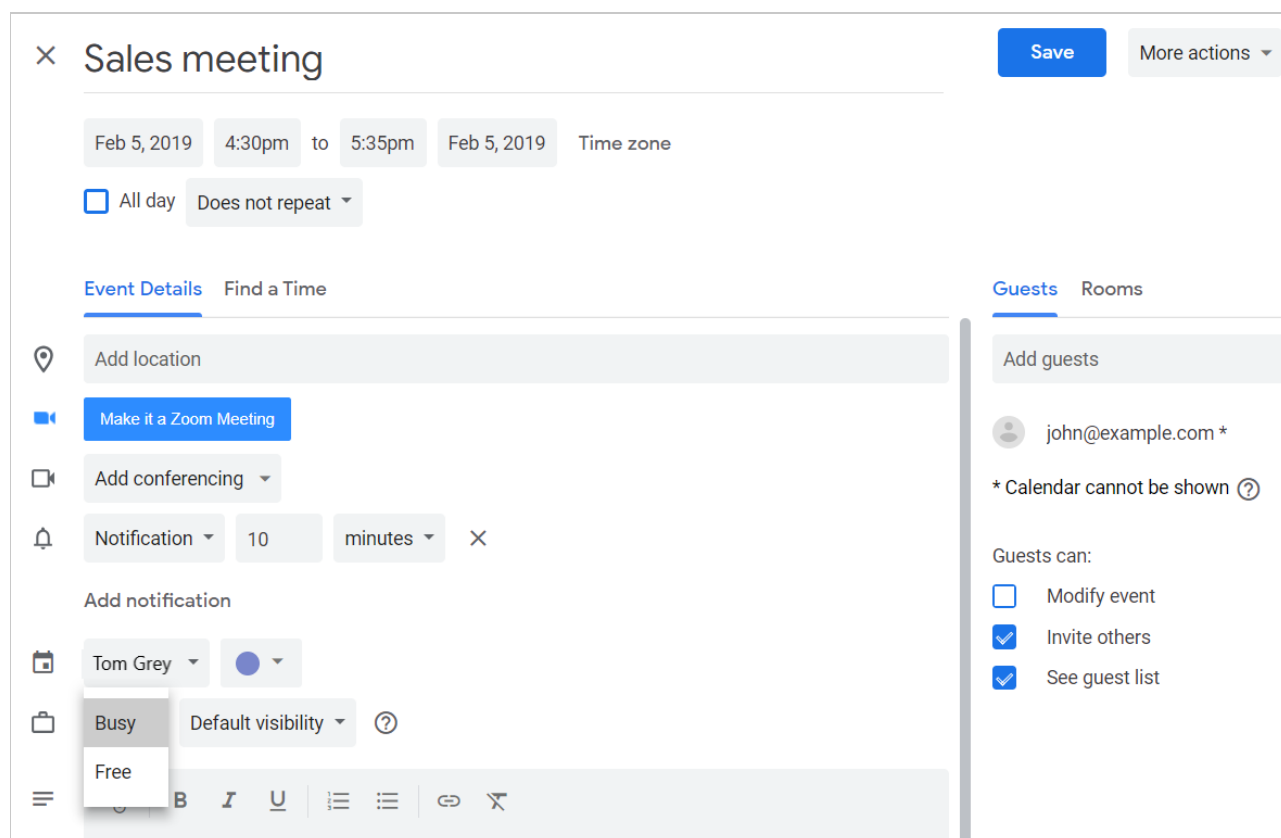 Sales meeting
Save
More actions
Feb 5, 2019 4:30pm to 5:35pm Feb 5, 2019 Time zone
All day Does not repeat
Event Details Find a Time
Guests Rooms
Add location
Add guests
Make it a Zoom Meeting
john@example.com *
Add conferencing
* Calendar cannot be shown
Notification 10 minutes
Guests can:
Add notification
Modify event
Invite others
Tom Grey
See guest list
Busy Default visibility
Free
B I U